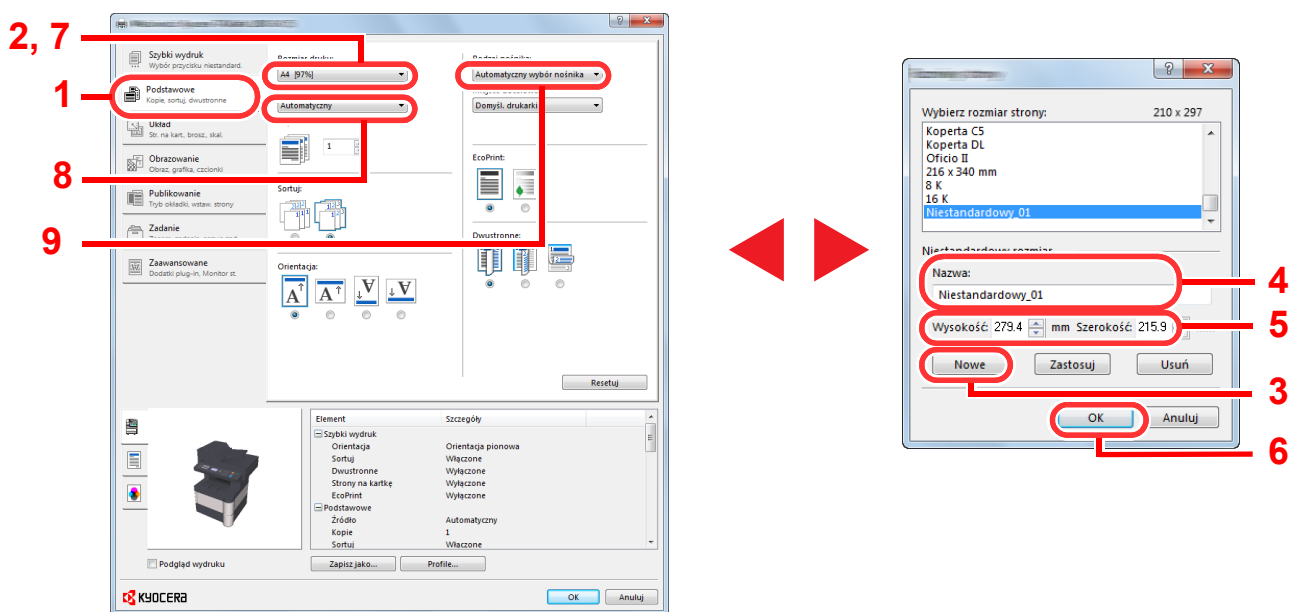 2, 7
1
8
9
Szybki wydruk
Wybór przycisku niestandard.
Podstawowe
Kopie, sortuj, dwustronne
Układ
Str. na kart., brosz., skal.
Obrazowanie
Obraz, grafika, czcionki
Publikowanie
Tryb okładki, wstaw. strony
Zadanie
Zaawansowane
Dodatki plug-in, Monitor st.
Rozmiar druku:
A4 [97%]
Automatyczny
1
Sortuj:
Orientacja:
Rodzaj nośnika:
Automatyczny wybór nośnika
Domyśl. drukarki
EcoPrint:
Dwustronne:
Resetuj
Element Szczegóły
Szybki wydruk
Orientacja Orientacja pionowa
Sortuj Włączone
Dwustronne Wyłączone
Strony na kartkę Wyłączone
EcoPrint Wyłączone
Podstawowe
Źródło Automatyczny
Kopie 1
Sortuj Włączone
Podgląd wydruku
Zapisz jako... Profile...
KYOCERA
OK Anuluj
Wybierz rozmiar strony: 210 x 297
Koperta C5
Koperta DL
Oficio II
216 x 340 mm
8 K
16 K
Niestandardowy_01
Niestandardowy rozmiar
Nazwa:
Niestandardowy_01
Wysokość: 279.4 mm Szerokość: 215.9
Nowe Zastosuj Usuń
OK Anuluj
4
5
3
6